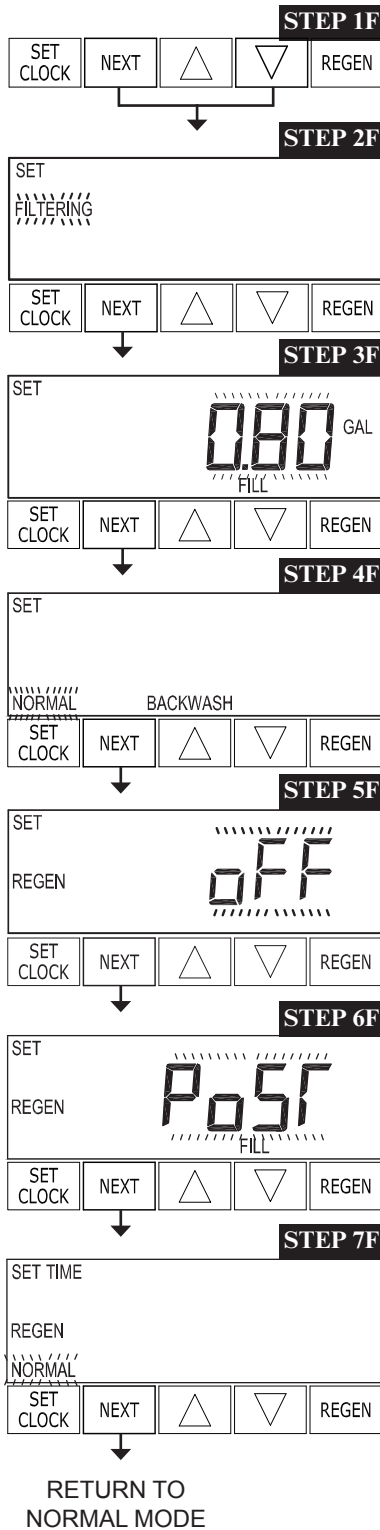 STEP 1F
SET CLOCK NEXT REGEN
STEP 2F
SET
FILTERING
SET CLOCK NEXT REGEN
STEP 3F
SET
0.80 GAL
FILL
SET CLOCK NEXT REGEN
STEP 4F
SET
NORMAL BACKWASH
SET CLOCK NEXT REGEN
STEP 5F
SET
REGEN oFF
SET CLOCK NEXT REGEN
STEP 6F
SET
REGEN PoST
FILL
SET CLOCK NEXT REGEN
STEP 7F
SET TIME
REGEN
NORMAL
SET CLOCK NEXT REGEN
RETURN TO
NORMAL MODE